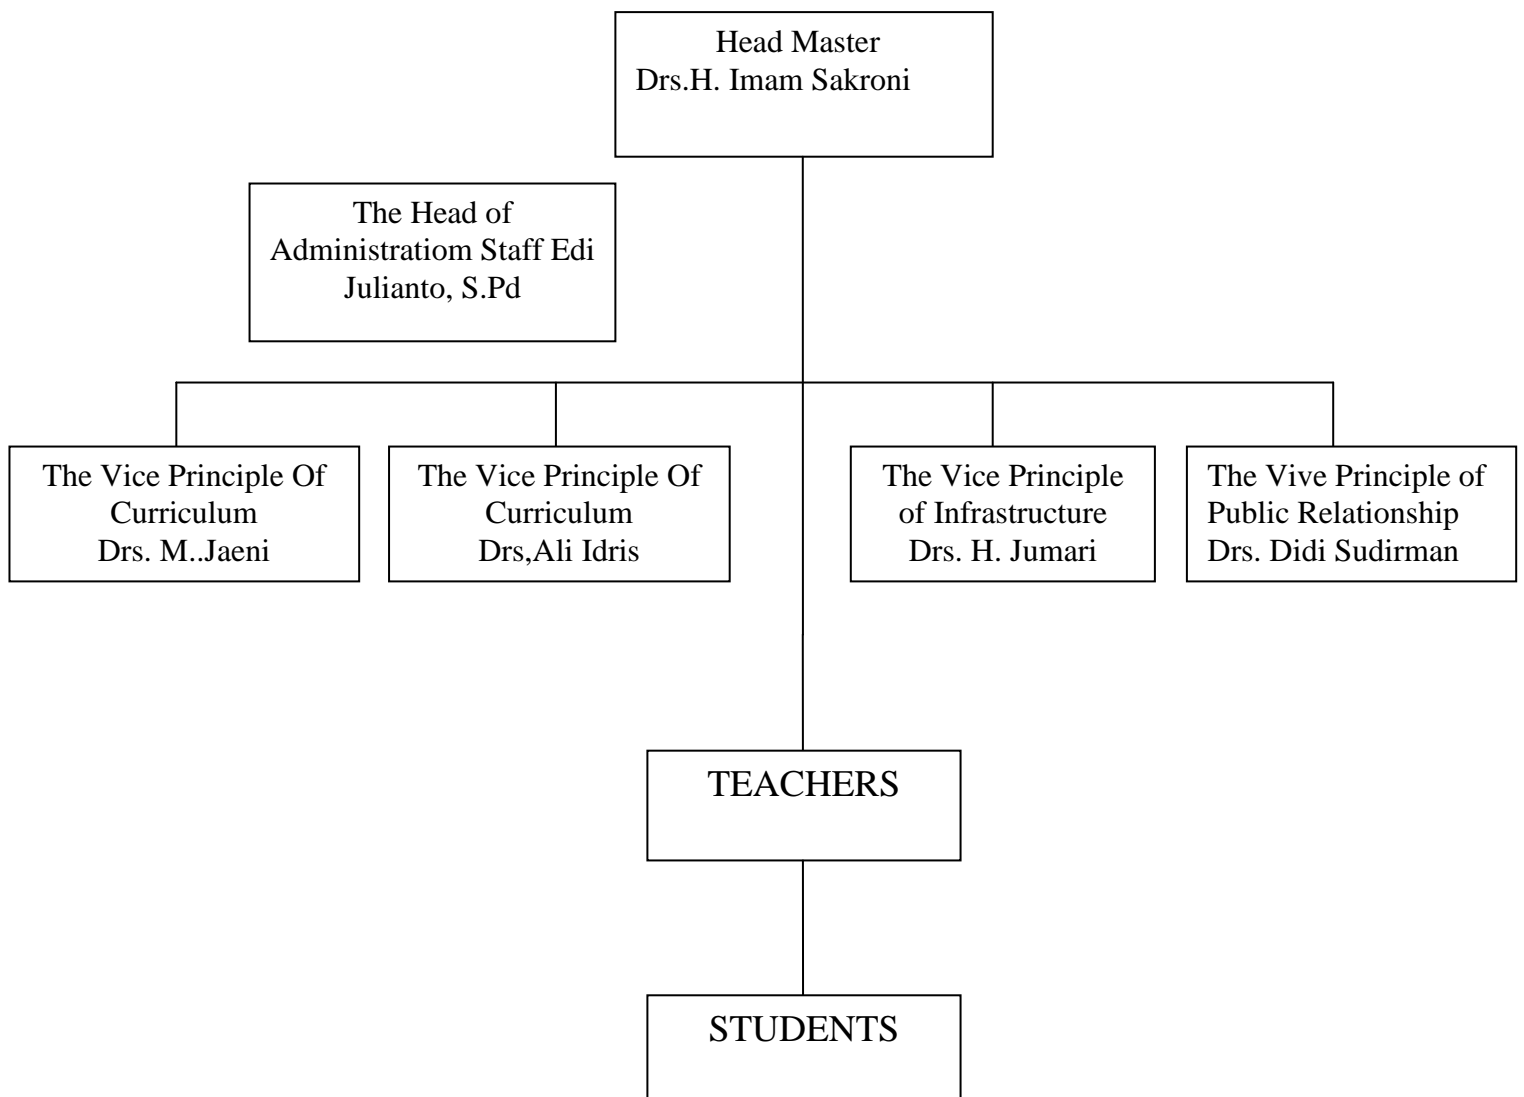 Head Master
Drs.H. Imam Sakroni
The Head of
Administratiom Staff Edi
Julianto, S.Pd
The Vice Principle Of
Curriculum
Drs. M..Jaeni
The Vice Principle Of
Curriculum
Drs,Ali Idris
The Vice Principle
of Infrastructure
Drs. H. Jumari
The Vive Principle of
Public Relationship
Drs. Didi Sudirman
TEACHERS
STUDENTS